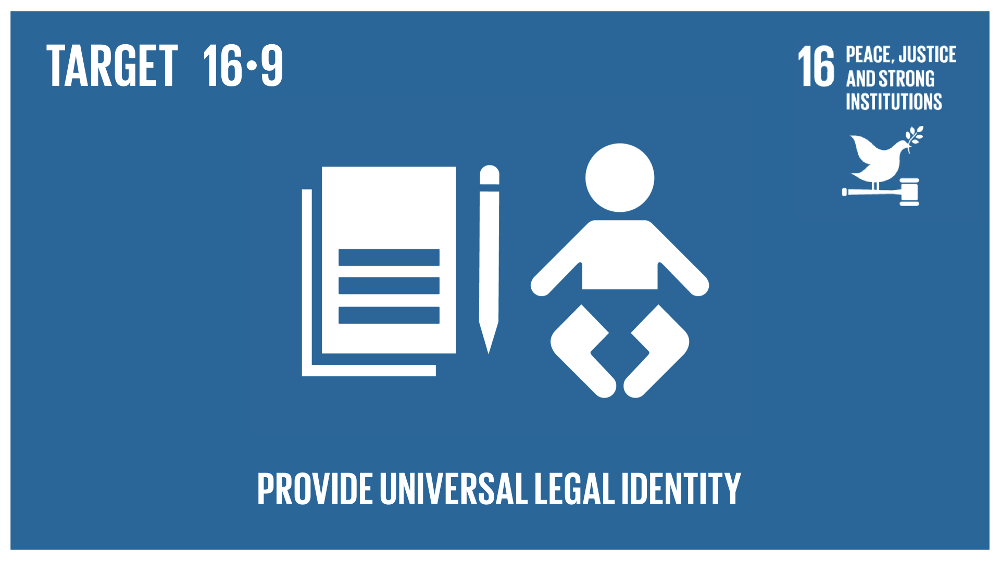 TARGET 16.9
16 PEACE, JUSTICE
AND STRONG
INSTITUTIONS
PROVIDE UNIVERSAL LEGAL IDENTITY